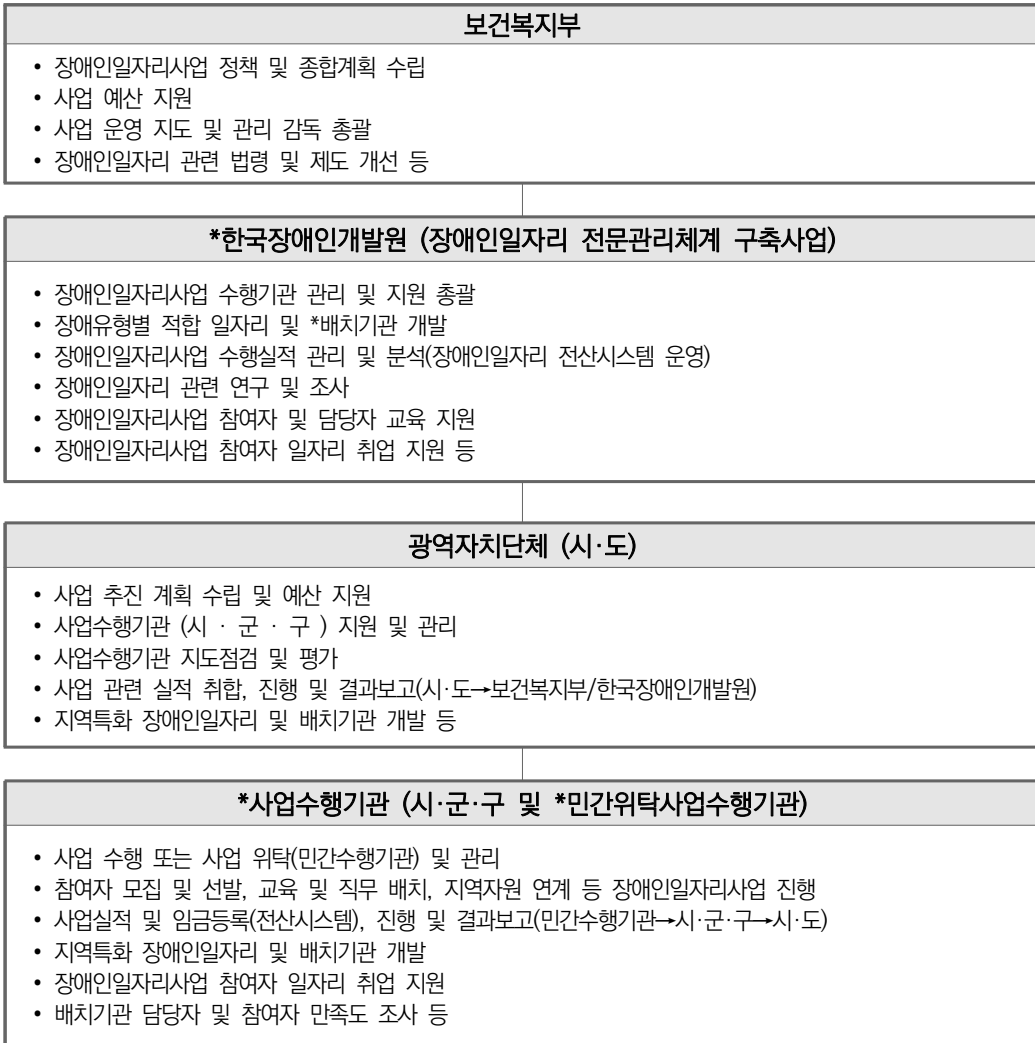 보건복지부
• 장애인일자리사업 정책 및 종합계획 수립
• 사업 예산 지원
• 사업 운영 지도 및 관리 감독 총괄
• 장애인일자리 관련 법령 및 제도 개선 등
*한국장애인개발원 (장애인일자리 전문관리체계 구축사업)
• 장애인일자리사업 수행기관 관리 및 지원 총괄
• 장애유형별 적합 일자리 및 *배치기관 개발
• 장애인일자리사업 수행실적 관리 및 분석(장애인일자리 전산시스템 운영)
• 장애인일자리 관련 연구 및 조사
• 장애인일자리사업 참여자 및 담당자 교육 지원
• 장애인일자리사업 참여자 일자리 취업 지원 등
광역자치단체 (시·도)
• 사업 추진 계획 수립 및 예산 지원
• 사업수행기관 (시 · 군 · 구 ) 지원 및 관리
• 사업수행기관 지도점검 및 평가
• 사업 관련 실적 취합, 진행 및 결과보고(시·도→보건복지부/한국장애인개발원)
• 지역특화 장애인일자리 및 배치기관 개발 등
*사업수행기관 (시·군·구 및 *민간위탁사업수행기관)
• 사업 수행 또는 사업 위탁(민간수행기관) 및 관리
• 참여자 모집 및 선발, 교육 및 직무 배치, 지역자원 연계 등 장애인일자리사업 진행
• 사업실적 및 임금등록(전산시스템), 진행 및 결과보고(민간수행기관→시·군·구→시·도)
• 지역특화 장애인일자리 및 배치기관 개발
• 장애인일자리사업 참여자 일자리 취업 지원
• 배치기관 담당자 및 참여자 만족도 조사 등